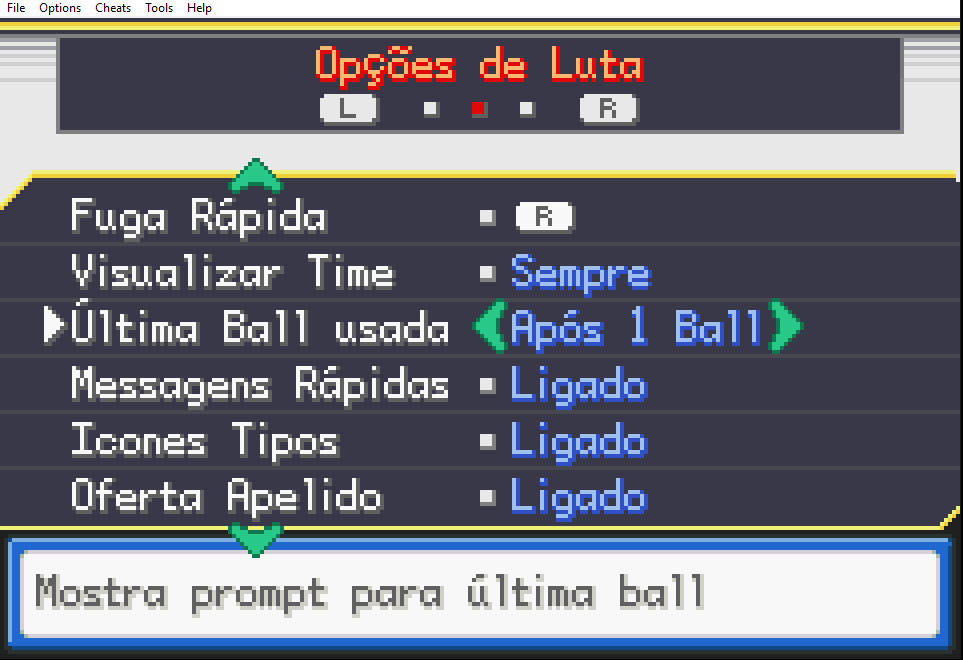 File Options Cheats Tools Help
Opções de Luta
L R
Fuga Rápida R
Visualizar Time Sempre
Última Ball usada Após 1 Ball
Messagens Rápidas Ligado
Icones Tipos Ligado
Oferta Apelido Ligado
Mostra prompt para última ball